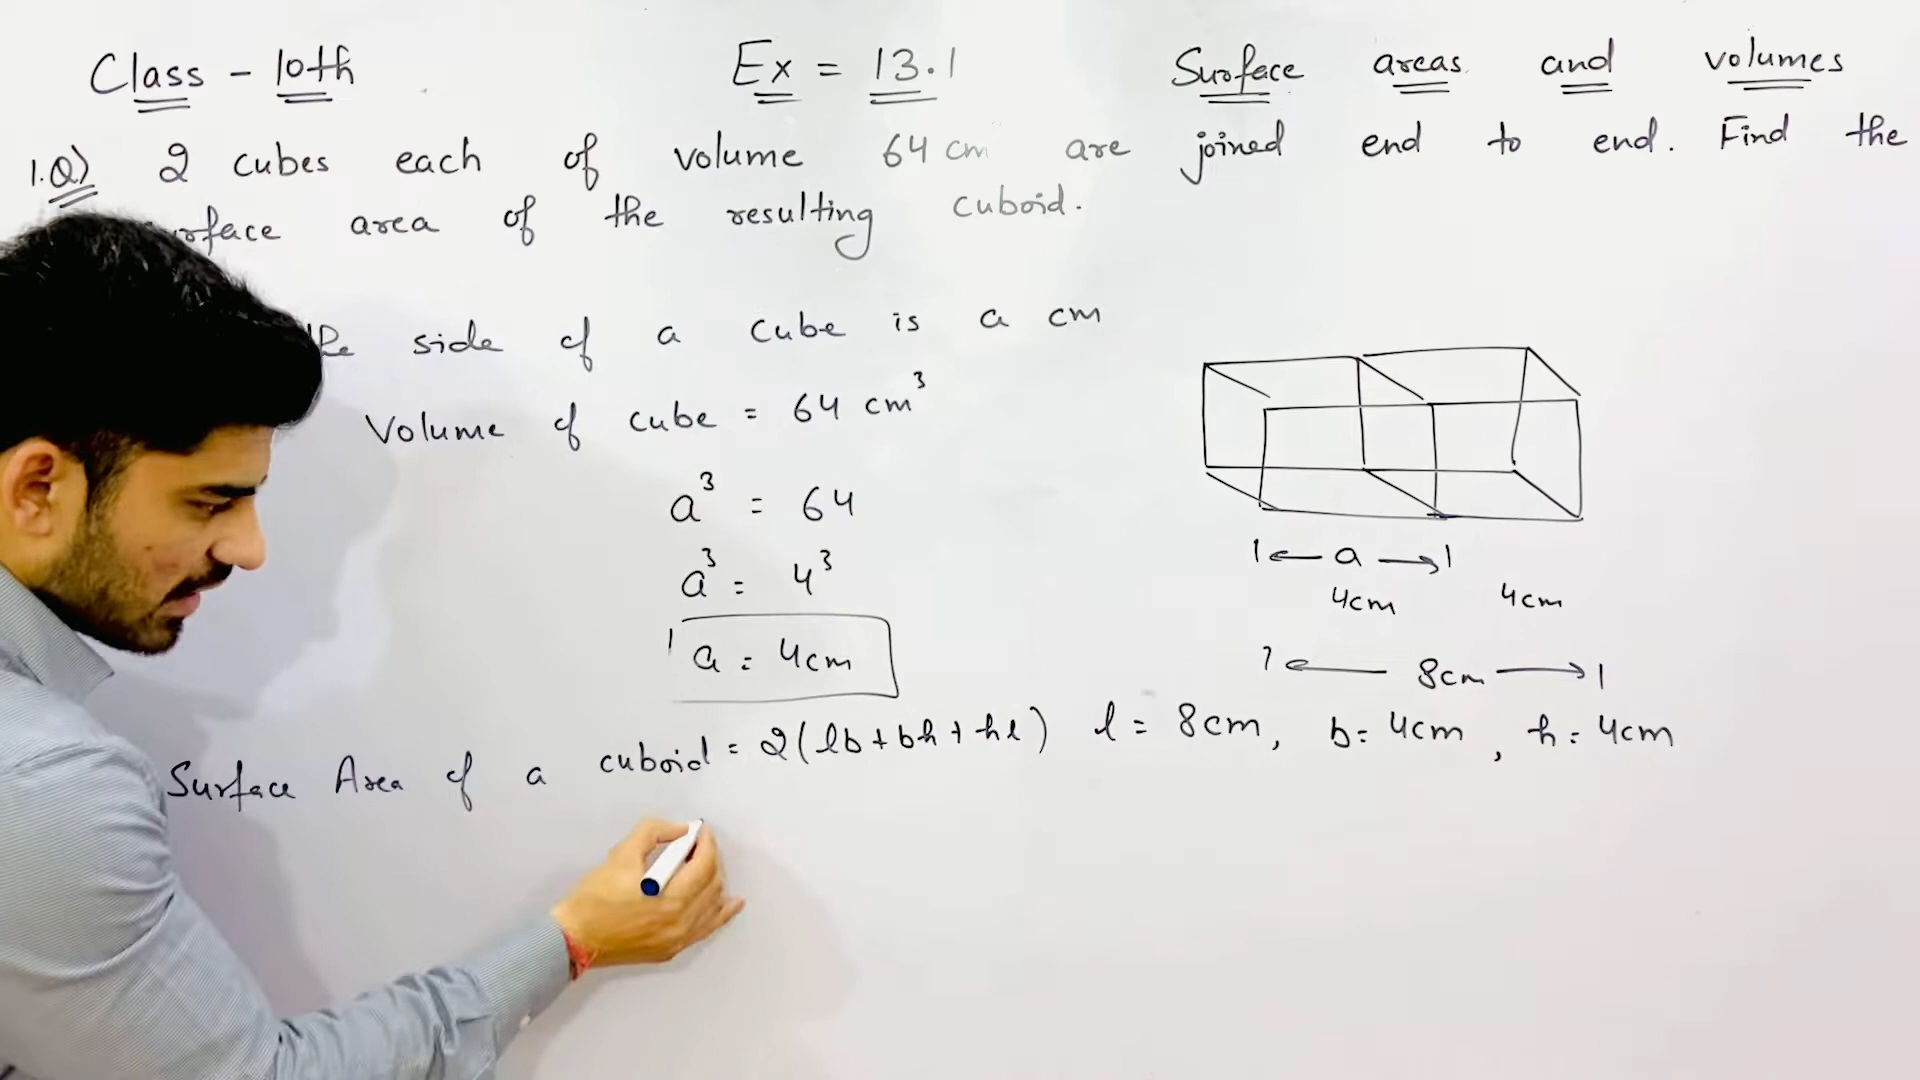 Class - 10th Ex = 13.1 Surface areas and volumes
1.Q) 2 cubes each of volume 64 cm are joined end to end. Find the
surface area of the resulting cuboid.
the side of a cube is a cm
Volume of cube = 64 cm³
a³ = 64
a³ = 4³
a = 4cm
a
4cm 4cm
8cm
Surface Area of a cuboid = 2(lb+bh+hl) l = 8cm, b = 4cm, h = 4cm